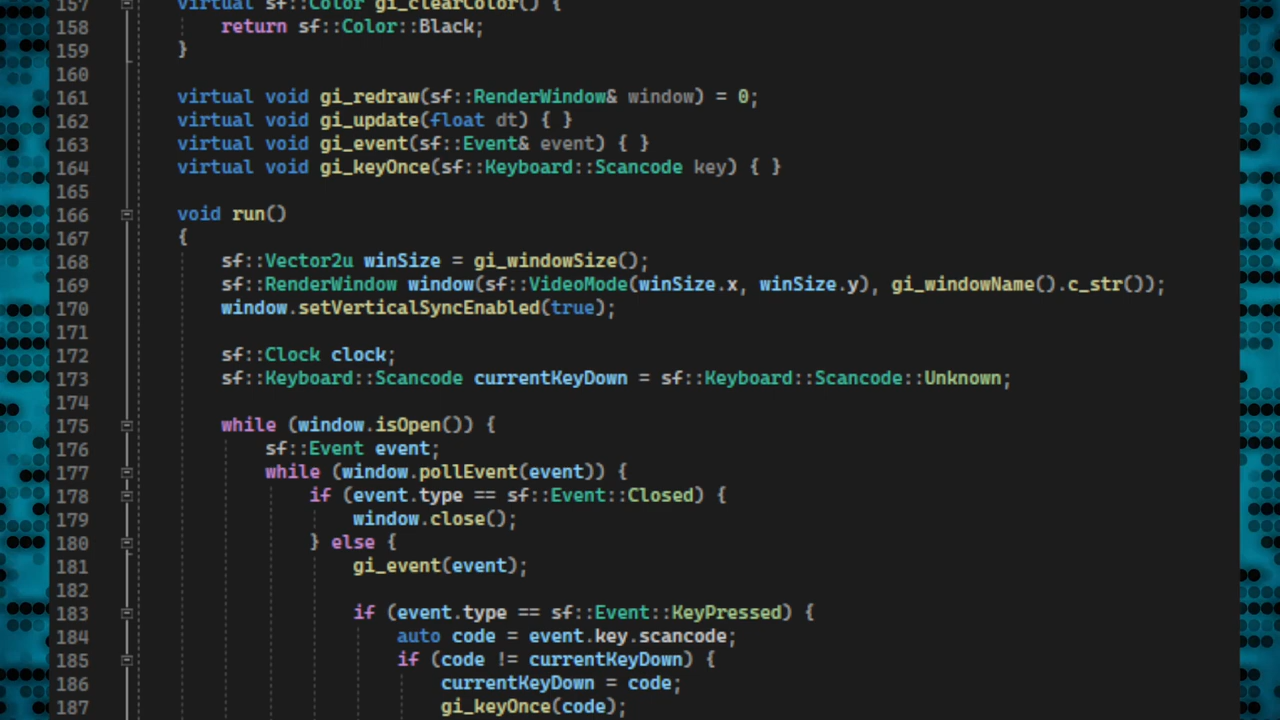 157 virtual sf::Color gi_clearColor() {
158 return sf::Color::Black;
159 }
160
161 virtual void gi_redraw(sf::RenderWindow& window) = 0;
162 virtual void gi_update(float dt) { }
163 virtual void gi_event(sf::Event& event) { }
164 virtual void gi_keyOnce(sf::Keyboard::Scancode key) { }
165
166 void run()
167 {
168 sf::Vector2u winSize = gi_windowSize();
169 sf::RenderWindow window(sf::VideoMode(winSize.x, winSize.y), gi_windowName().c_str());
170 window.setVerticalSyncEnabled(true);
171
172 sf::Clock clock;
173 sf::Keyboard::Scancode currentKeyDown = sf::Keyboard::Scancode::Unknown;
174
175 while (window.isOpen()) {
176 sf::Event event;
177 while (window.pollEvent(event)) {
178 if (event.type == sf::Event::Closed) {
179 window.close();
180 } else {
181 gi_event(event);
182
183 if (event.type == sf::Event::KeyPressed) {
184 auto code = event.key.scancode;
185 if (code != currentKeyDown) {
186 currentKeyDown = code;
187 gi_keyOnce(code);